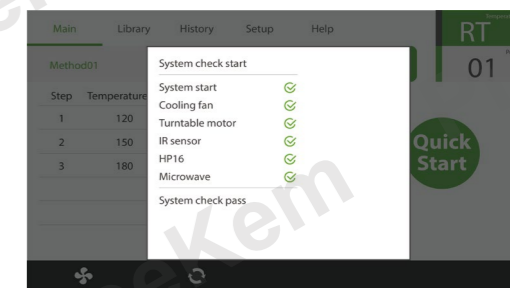 Main Library History Setup Help
RT
Method01
01
Step Temperature
1 120
2 150
3 180
System check start
System start
Cooling fan
Turntable motor
IR sensor
HP16
Microwave
System check pass
Quick
Start